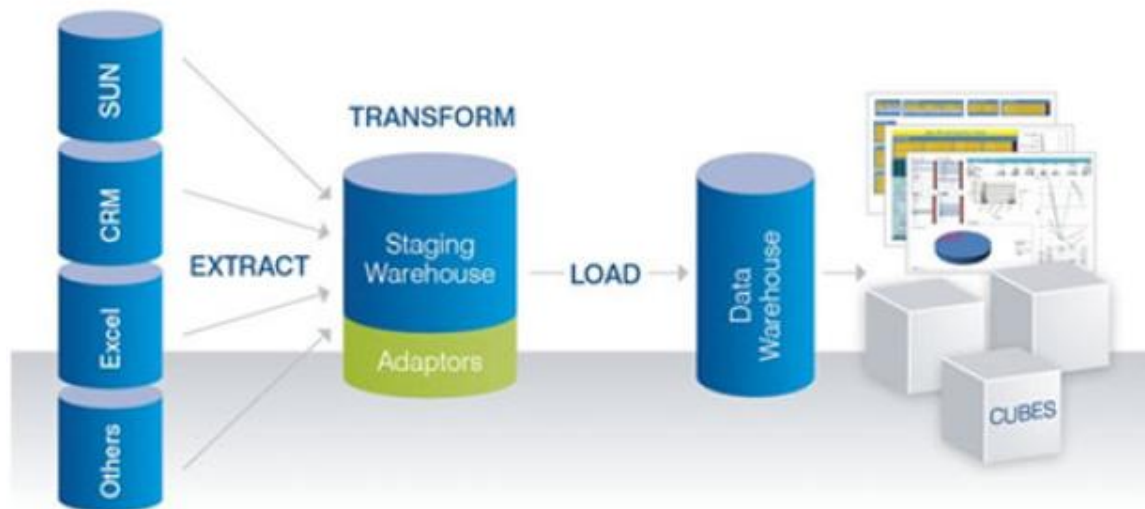 SUN
CRM
Excel
Others
EXTRACT
TRANSFORM
Staging
Warehouse
Adaptors
LOAD
Data
Warehouse
CUBES